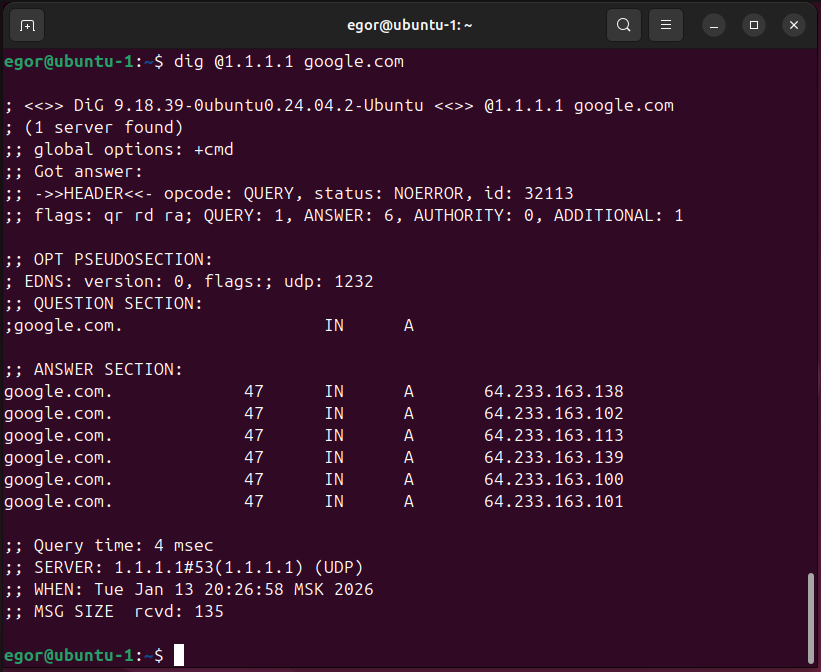 egor@ubuntu-1: ~
egor@ubuntu-1:~$ dig @1.1.1.1 google.com
; <<>> DiG 9.18.39-0ubuntu0.24.04.2-Ubuntu <<>> @1.1.1.1 google.com
; (1 server found)
;; global options: +cmd
;; Got answer:
;; ->>HEADER<<- opcode: QUERY, status: NOERROR, id: 32113
;; flags: qr rd ra; QUERY: 1, ANSWER: 6, AUTHORITY: 0, ADDITIONAL: 1
;; OPT PSEUDOSECTION:
; EDNS: version: 0, flags:; udp: 1232
;; QUESTION SECTION:
;google.com. IN A
;; ANSWER SECTION:
google.com. 47 IN A 64.233.163.138
google.com. 47 IN A 64.233.163.102
google.com. 47 IN A 64.233.163.113
google.com. 47 IN A 64.233.163.139
google.com. 47 IN A 64.233.163.100
google.com. 47 IN A 64.233.163.101
;; Query time: 4 msec
;; SERVER: 1.1.1.1#53(1.1.1.1) (UDP)
;; WHEN: Tue Jan 13 20:26:58 MSK 2026
;; MSG SIZE  rcvd: 135
egor@ubuntu-1:~$